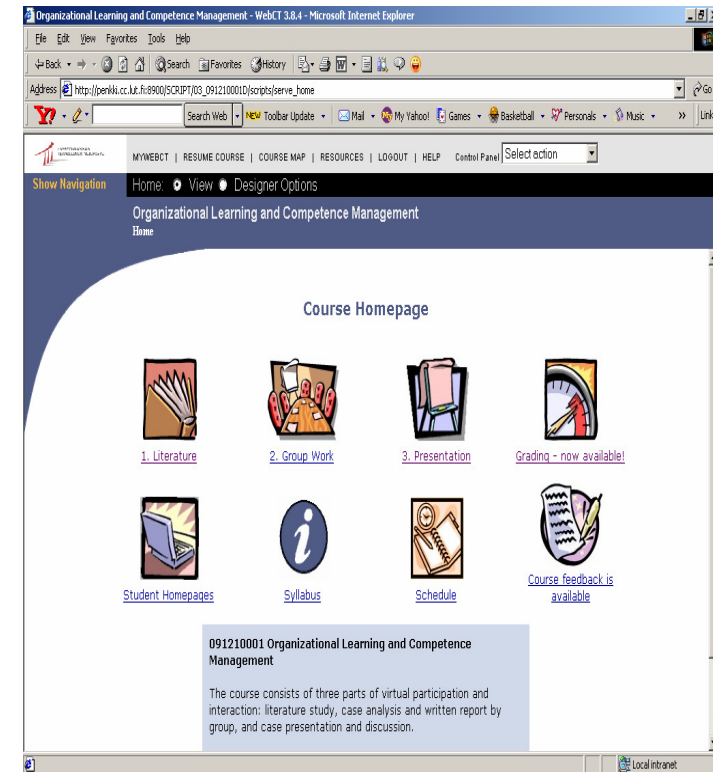 Organizational Learning and Competence Management - WebCT 3.8.4 - Microsoft Internet Explorer
File Edit View Favorites Tools Help
Back Search Favorites History
Address http://penkki.cc.lut.fi:8900/SCRIPT/03_091210001D/scripts/serve_home Go
Y? Search Web NEW Toolbar Update Mail My Yahoo! Games Basketball Personals Music » Link
MYWEBCT | RESUME COURSE | COURSE MAP | RESOURCES | LOGOUT | HELP Control Panel Select action
Show Navigation Home: View Designer Options
Organizational Learning and Competence Management
Home
Course Homepage
1. Literature 2. Group Work 3. Presentation Grading - now available!
Student Homepages Syllabus Schedule Course feedback is
available
091210001 Organizational Learning and Competence
Management
The course consists of three parts of virtual participation and
interaction: literature study, case analysis and written report by
group, and case presentation and discussion.
Local intranet